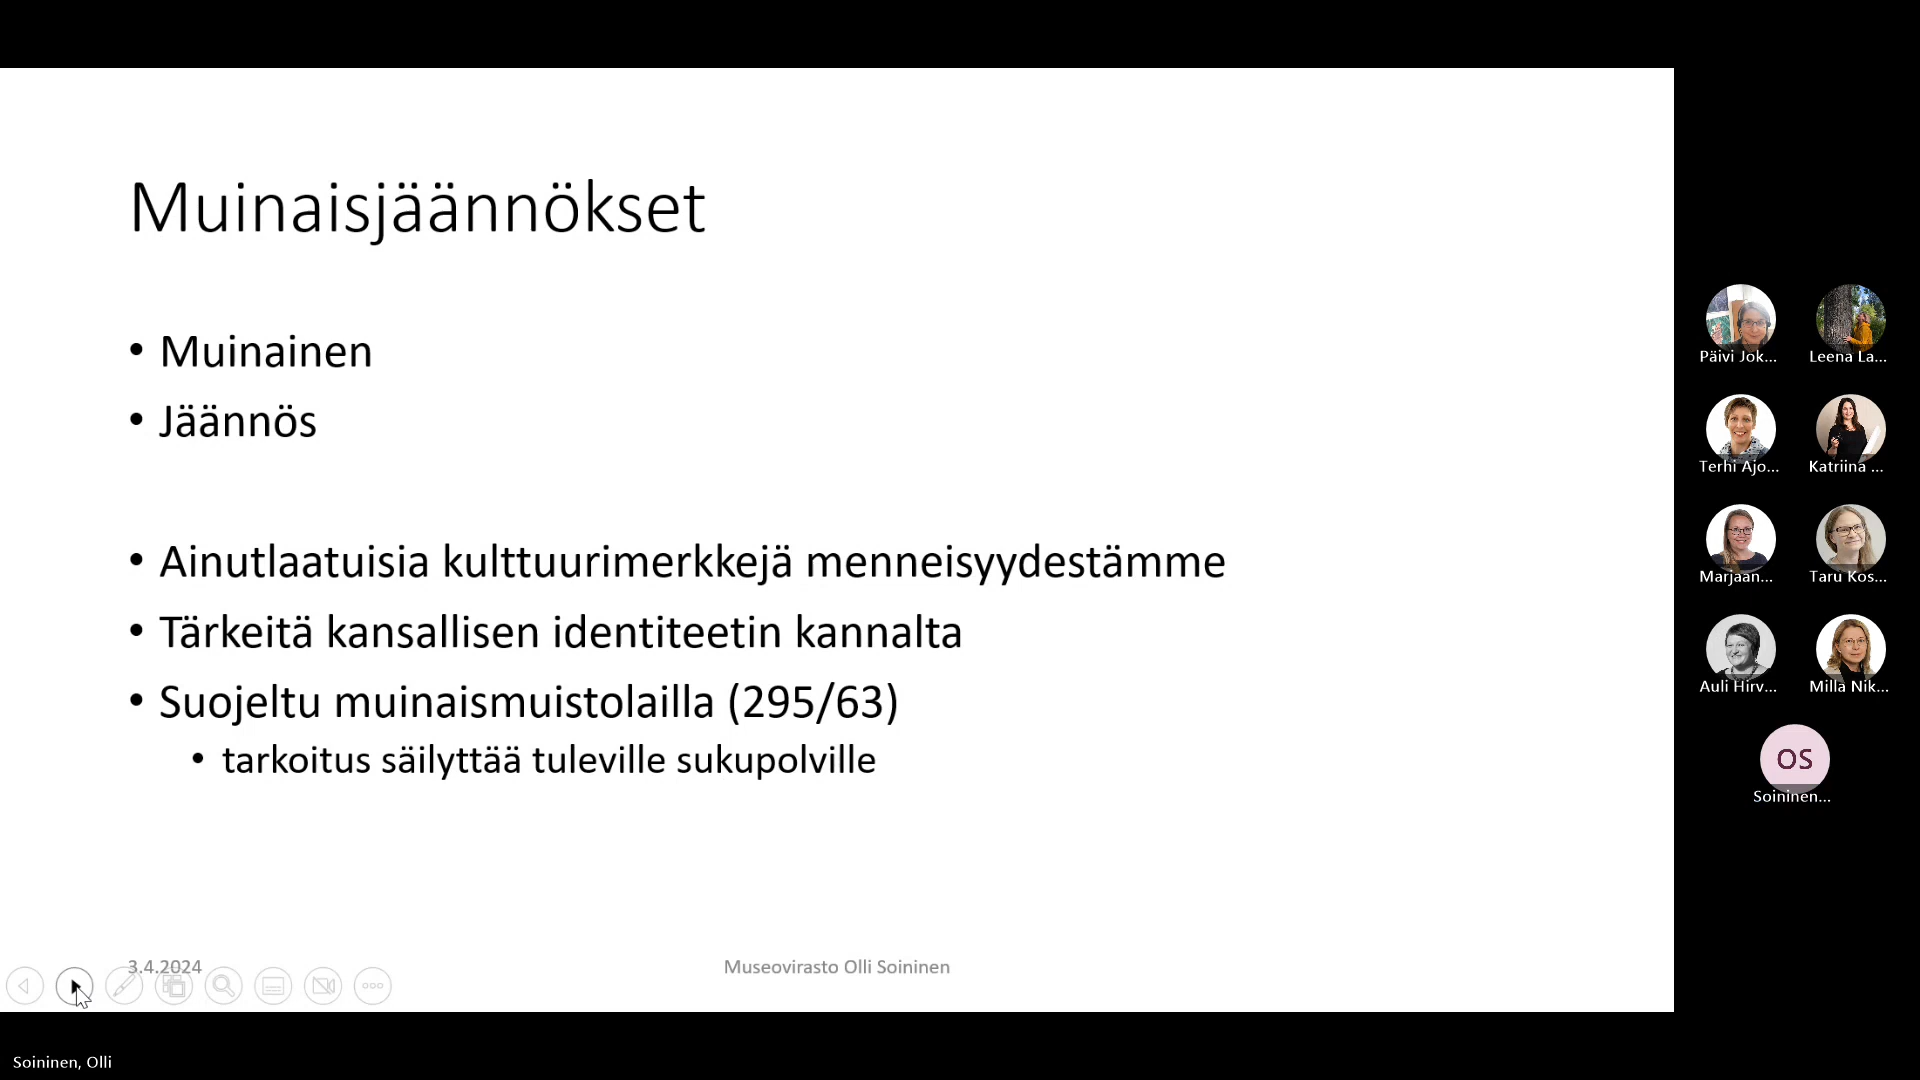 Muinaisjäännökset
• Muinainen
• Jäännös
• Ainutlaatuisia kulttuurimerkkejä menneisyydestämme
• Tärkeitä kansallisen identiteetin kannalta
• Suojeltu muinaismuistolailla (295/63)
• tarkoitus säilyttää tuleville sukupolville
3.4.2024
Museovirasto Olli Soininen
Päivi Jok...
Leena La...
Terhi Ajo...
Katriina ...
Marjaan...
Taru Kos...
Auli Hirv...
Milla Nik...
OS
Soininen...
Soininen, Olli